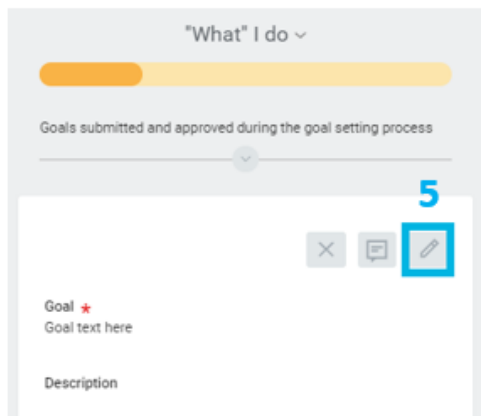 "What" I do
Goals submitted and approved during the goal setting process
5
Goal *
Goal text here
Description